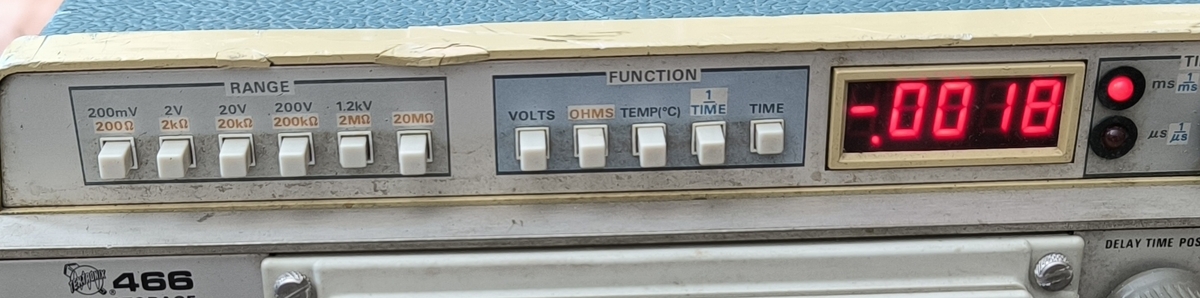 RANGE
200mV 2V 20V 200V 1.2kV
200Ω 2kΩ 20kΩ 200kΩ 2MΩ 20MΩ
FUNCTION
VOLTS OHMS TEMP(°C) 1/TIME TIME
-.0018
TI
ms 1/ms
µs 1/µs
466
DELAY TIME POS